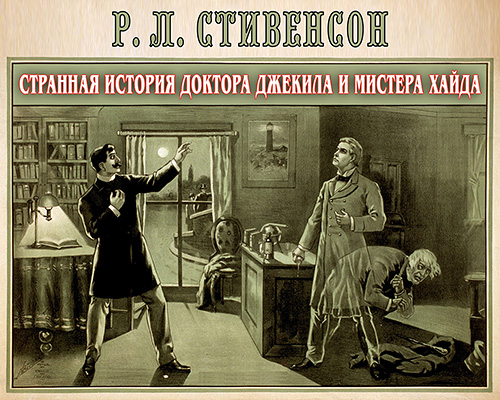 Р. Л. СТИВЕНСОН
СТРАННАЯ ИСТОРИЯ ДОКТОРА ДЖЕКИЛА И МИСТЕРА ХАЙДА